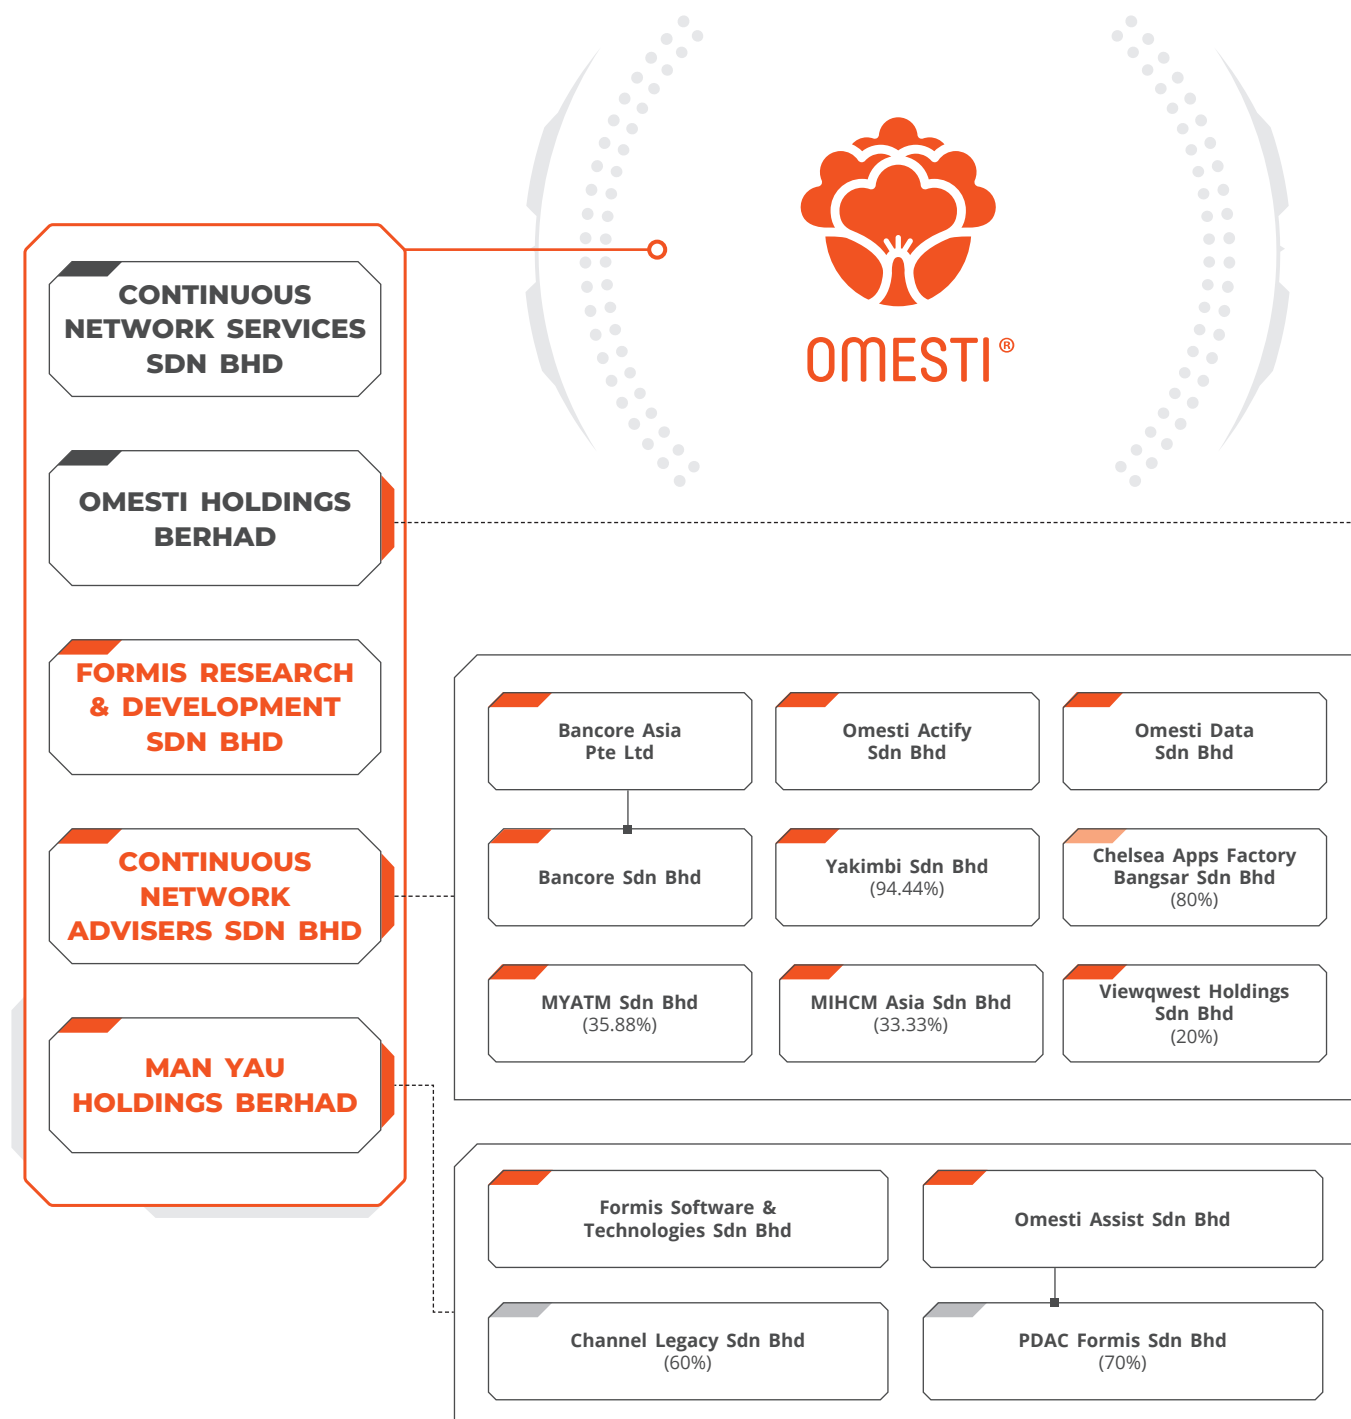 OMESTI®
CONTINUOUS
NETWORK SERVICES
SDN BHD
OMESTI HOLDINGS
BERHAD
FORMIS RESEARCH
& DEVELOPMENT
SDN BHD
CONTINUOUS
NETWORK
ADVISERS SDN BHD
MAN YAU
HOLDINGS BERHAD
Bancore Asia
Pte Ltd
Omesti Actify
Sdn Bhd
Omesti Data
Sdn Bhd
Bancore Sdn Bhd
Yakimbi Sdn Bhd
(94.44%)
Chelsea Apps Factory
Bangsar Sdn Bhd
(80%)
MYATM Sdn Bhd
(35.88%)
MIHCM Asia Sdn Bhd
(33.33%)
Viewqwest Holdings
Sdn Bhd
(20%)
Formis Software &
Technologies Sdn Bhd
Omesti Assist Sdn Bhd
Channel Legacy Sdn Bhd
(60%)
PDAC Formis Sdn Bhd
(70%)